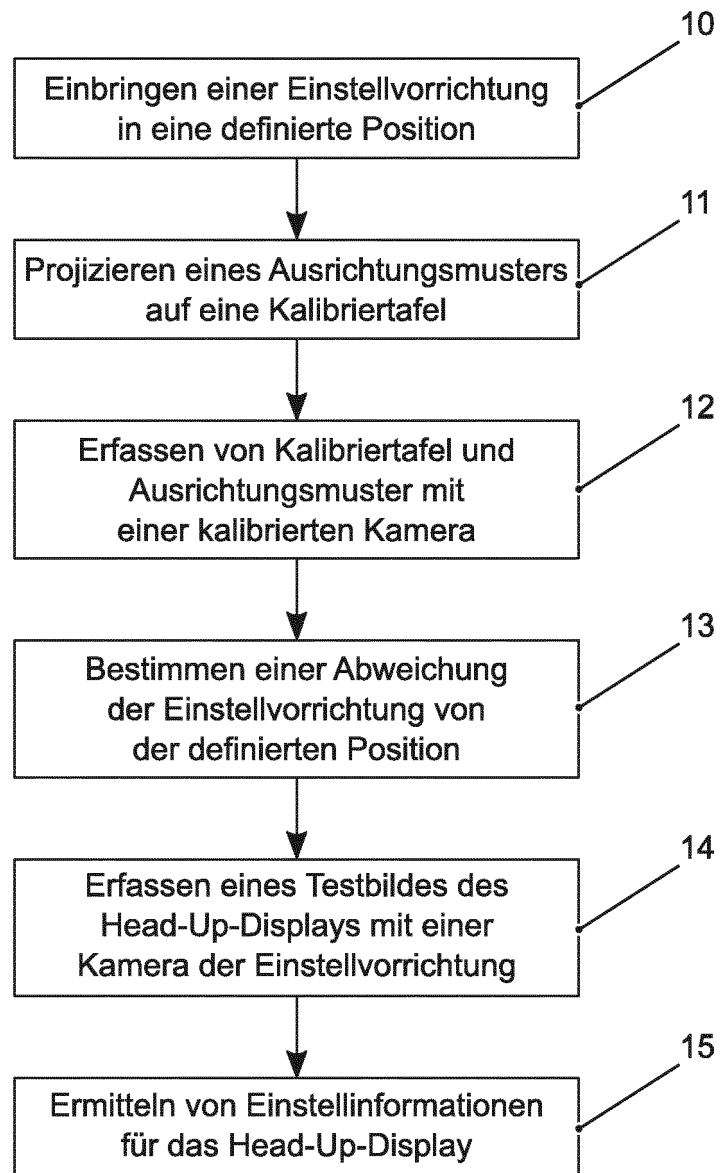 10
Einbringen einer Einstellvorrichtung
in eine definierte Position
11
Projizieren eines Ausrichtungsmusters
auf eine Kalibriertafel
12
Erfassen von Kalibriertafel und
Ausrichtungsmuster mit
einer kalibrierten Kamera
13
Bestimmen einer Abweichung
der Einstellvorrichtung von
der definierten Position
14
Erfassen eines Testbildes des
Head-Up-Displays mit einer
Kamera der Einstellvorrichtung
15
Ermitteln von Einstellinformationen
für das Head-Up-Display